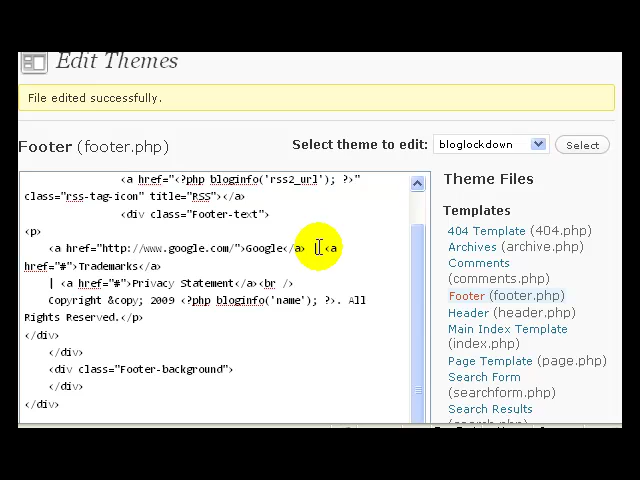 Edit Themes
File edited successfully.
Footer (footer.php)
Select theme to edit: bloglockdown Select
<a href="<?php bloginfo('rss2_url'); ?>"
class="rss-tag-icon" title="RSS"></a>
<div class="Footer-text">
<p>
<a href="http://www.google.com/">Google</a> | <a
href="#">Trademarks</a>
| <a href="#">Privacy Statement</a><br />
Copyright &copy; 2009 <?php bloginfo('name'); ?>. All
Rights Reserved.</p>
</div>
</div>
<div class="Footer-background">
</div>
</div>
Theme Files
Templates
404 Template (404.php)
Archives (archive.php)
Comments
(comments.php)
Footer (footer.php)
Header (header.php)
Main Index Template
(index.php)
Page Template (page.php)
Search Form
(searchform.php)
Search Results
(search.php)